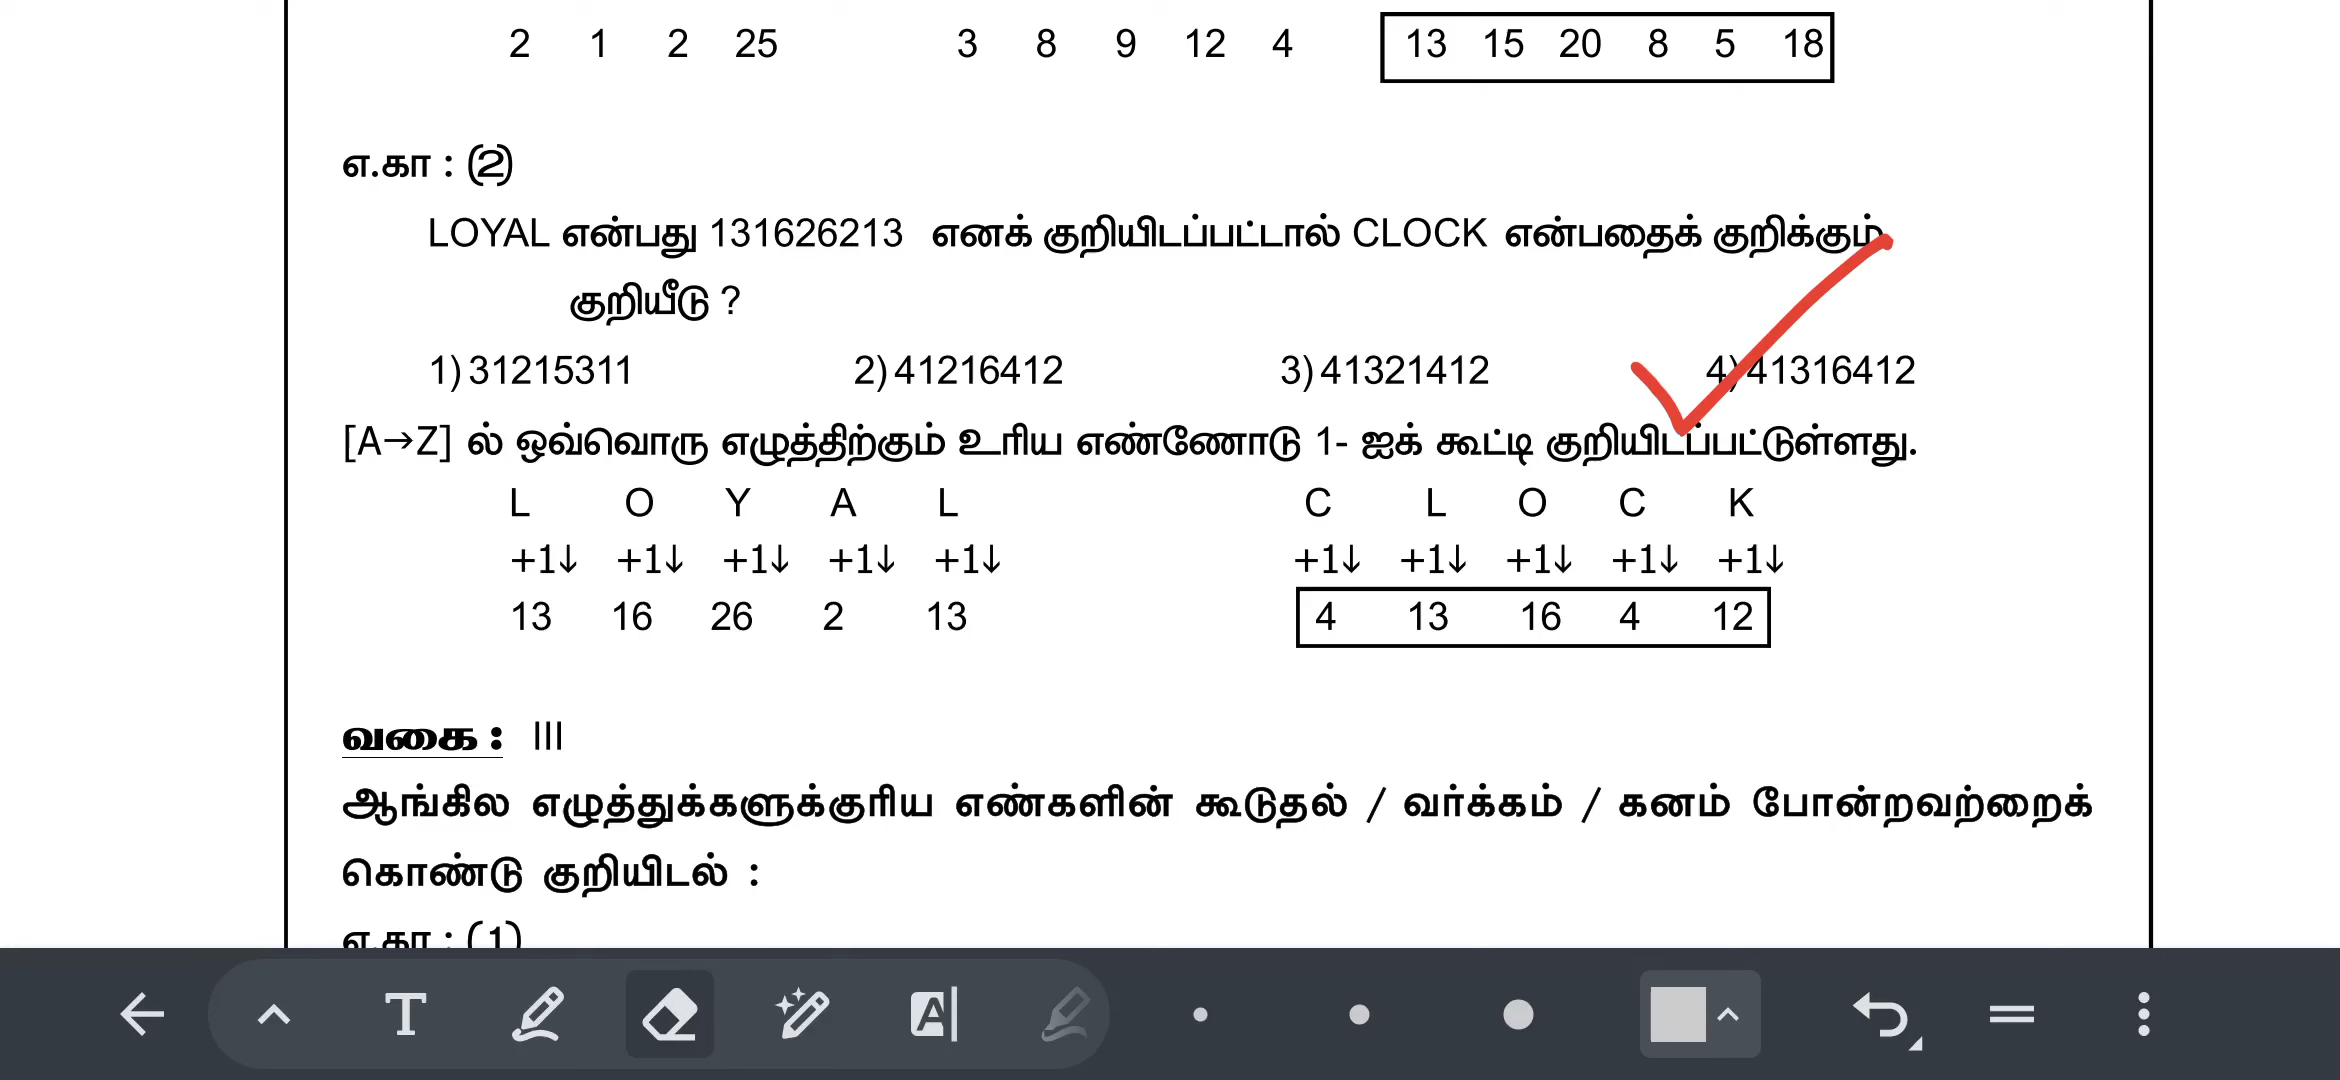 2 1 2 25 3 8 9 12 4 13 15 20 8 5 18
எ.கா : (2)
LOYAL என்பது 131626213 எனக் குறியிடப்பட்டால் CLOCK என்பதைக் குறிக்கும்
குறியீடு ?
1) 31215311 2) 41216412 3) 41321412 4) 41316412
[A→Z] ல் ஒவ்வொரு எழுத்திற்கும் உரிய எண்ணோடு 1- ஐக் கூட்டி குறியிடப்பட்டுள்ளது.
L O Y A L C L O C K
+1↓ +1↓ +1↓ +1↓ +1↓ +1↓ +1↓ +1↓ +1↓ +1↓
13 16 26 2 13 4 13 16 4 12
வகை : III
ஆங்கில எழுத்துக்களுக்குரிய எண்களின் கூடுதல் / வர்க்கம் / கனம் போன்றவற்றைக்
கொண்டு குறியிடல் :
எ.கா : (1)